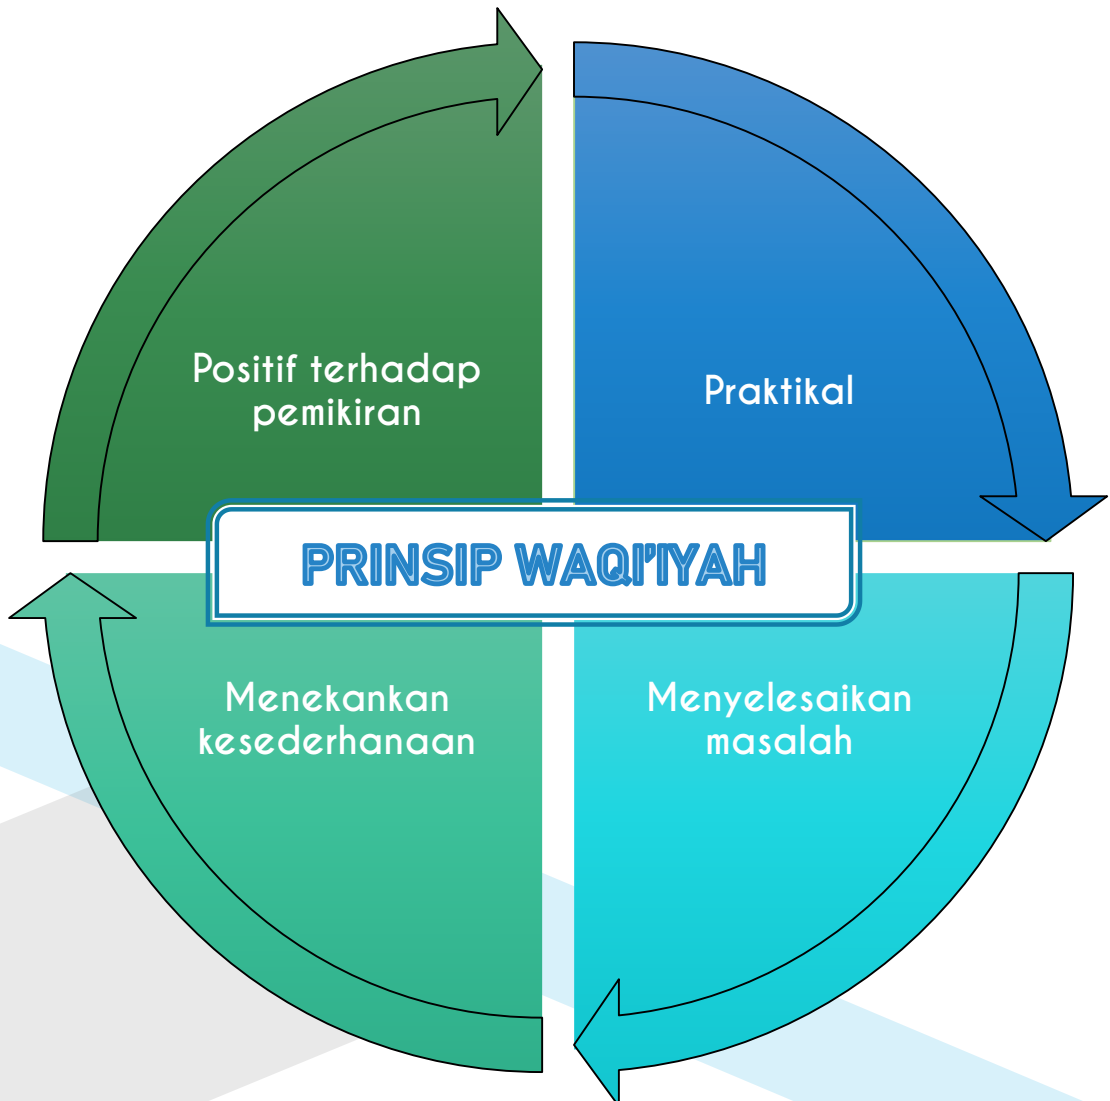 Positif terhadap
pemikiran
Praktikal
PRINSIP WAQI'IYAH
Menekankan
kesederhanaan
Menyelesaikan
masalah